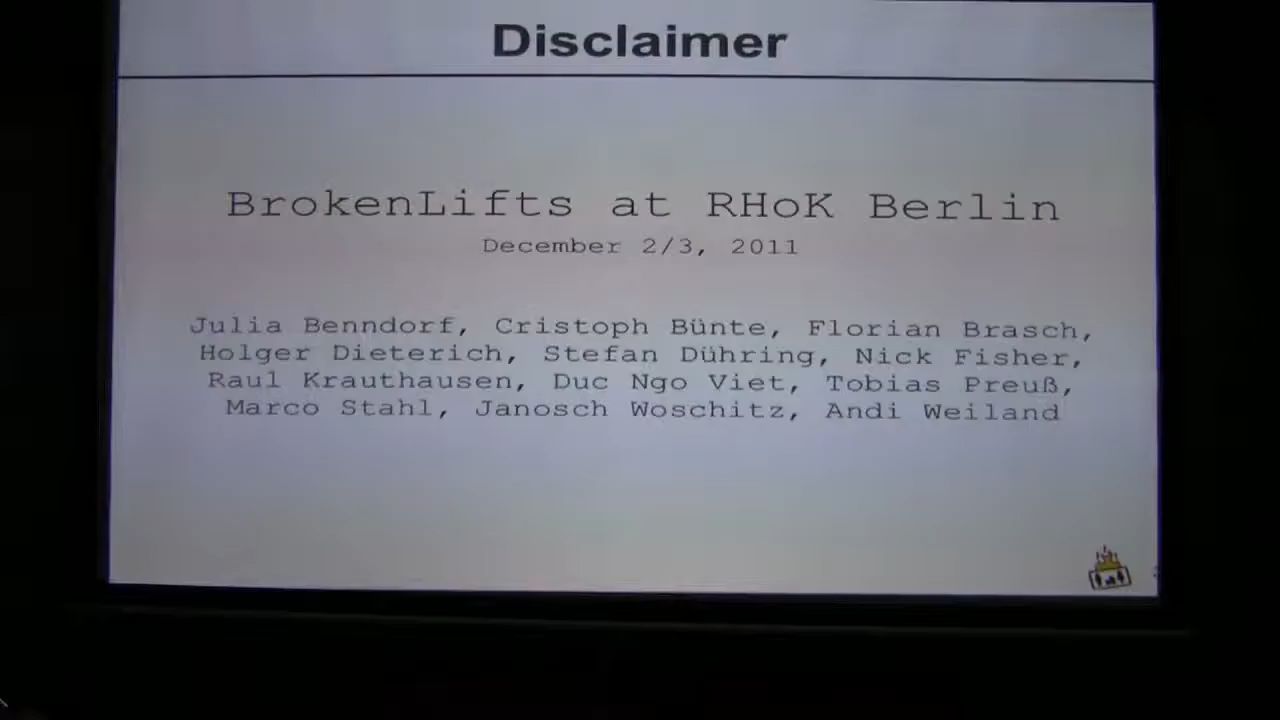 Disclaimer
BrokenLifts at RHoK Berlin
December 2/3, 2011
Julia Benndorf, Cristoph Bünte, Florian Brasch,
Holger Dieterich, Stefan Dühring, Nick Fisher,
Raul Krauthausen, Duc Ngo Viet, Tobias Preuß,
Marco Stahl, Janosch Woschitz, Andi Weiland